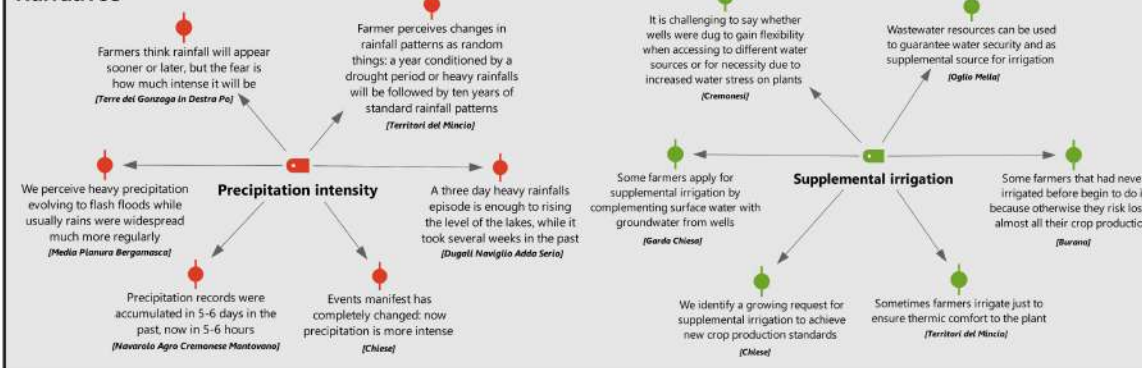 Narratives
Farmers think rainfall will appear
sooner or later, but the fear is
how much intense it will be
[Terre dei Gonzaga in Destra Po]
Farmer perceives changes in
rainfall patterns as random
things: a year conditioned by a
drought period or heavy rainfalls
will be followed by ten years of
standard rainfall patterns
[Territori del Mincio]
We perceive heavy precipitation
evolving to flash floods while
usually rains were widespread
much more regularly
[Media Pianura Bergamasca]
Precipitation intensity
A three day heavy rainfalls
episode is enough to rising
the level of the lakes, while it
took several weeks in the past
[Dugali Naviglio Adda Serio]
Precipitation records were
accumulated in 5-6 days in the
past, now in 5-6 hours
[Navarolo Agro Cremonese Mantovano]
Events manifest has
completely changed: now
precipitation is more intense
[Chiese]
It is challenging to say whether
wells were dug to gain flexibility
when accessing to different water
sources or for necessity due to
increased water stress on plants
[Cremonesi]
Wastewater resources can be used
to guarantee water security and as
supplemental source for irrigation
[Oglio Mella]
Some farmers apply for
supplemental irrigation by
complementing surface water with
groundwater from wells
[Garda Chiese]
Supplemental irrigation
Some farmers that had never
irrigated before begin to do i
because otherwise they risk los
almost all their crop productio
[Burana]
We identify a growing request for
supplemental irrigation to achieve
new crop production standards
[Chiese]
Sometimes farmers irrigate just to
ensure thermic comfort to the plant
[Territori del Mincio]